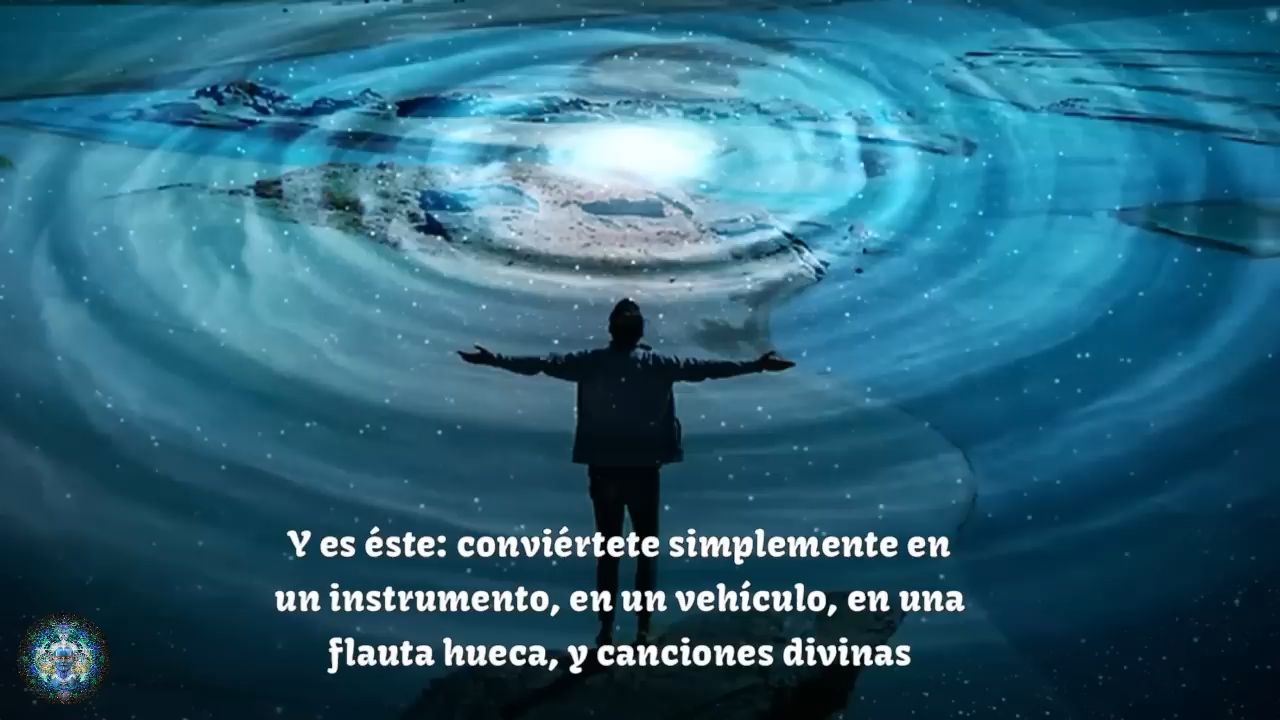 Y es éste: conviértete simplemente en
un instrumento, en un vehículo, en una
flauta hueca, y canciones divinas